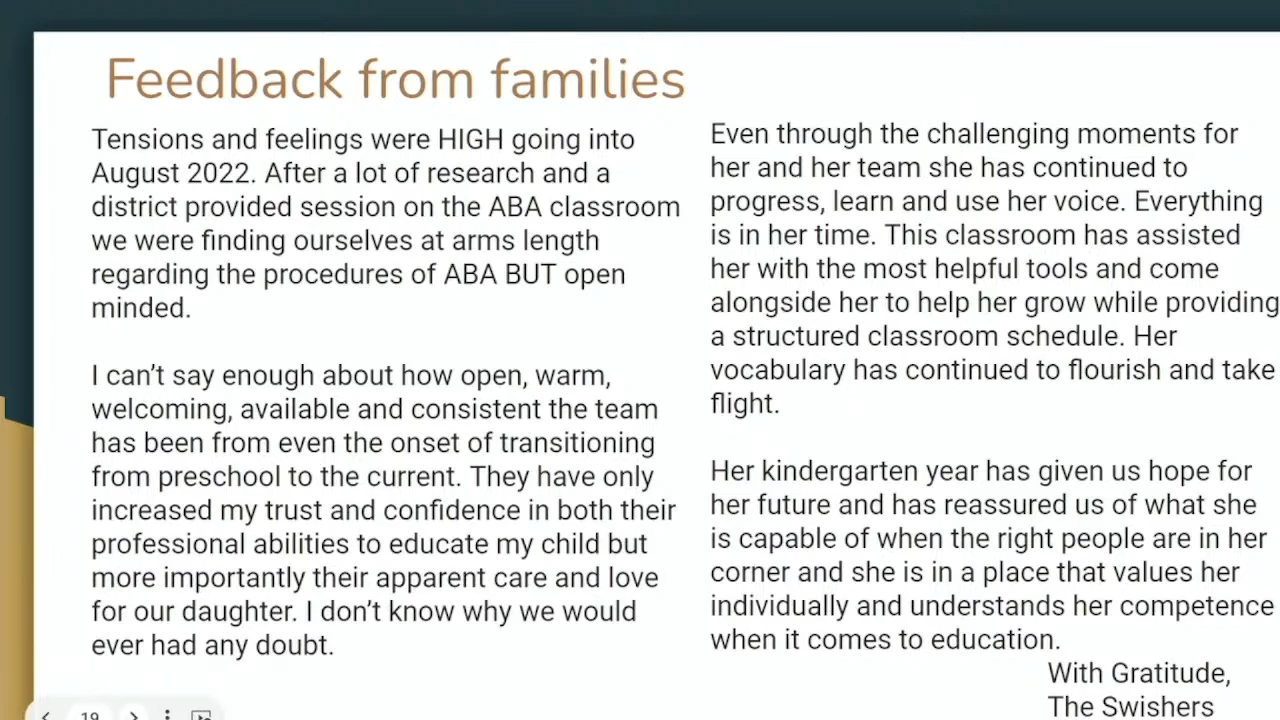 Feedback from families
Tensions and feelings were HIGH going into
August 2022. After a lot of research and a
district provided session on the ABA classroom
we were finding ourselves at arms length
regarding the procedures of ABA BUT open
minded.
I can't say enough about how open, warm,
welcoming, available and consistent the team
has been from even the onset of transitioning
from preschool to the current. They have only
increased my trust and confidence in both their
professional abilities to educate my child but
more importantly their apparent care and love
for our daughter. I don't know why we would
ever had any doubt.
Even through the challenging moments for
her and her team she has continued to
progress, learn and use her voice. Everything
is in her time. This classroom has assisted
her with the most helpful tools and come
alongside her to help her grow while providing
a structured classroom schedule. Her
vocabulary has continued to flourish and take
flight.
Her kindergarten year has given us hope for
her future and has reassured us of what she
is capable of when the right people are in her
corner and she is in a place that values her
individually and understands her competence
when it comes to education.
With Gratitude,
The Swishers
19